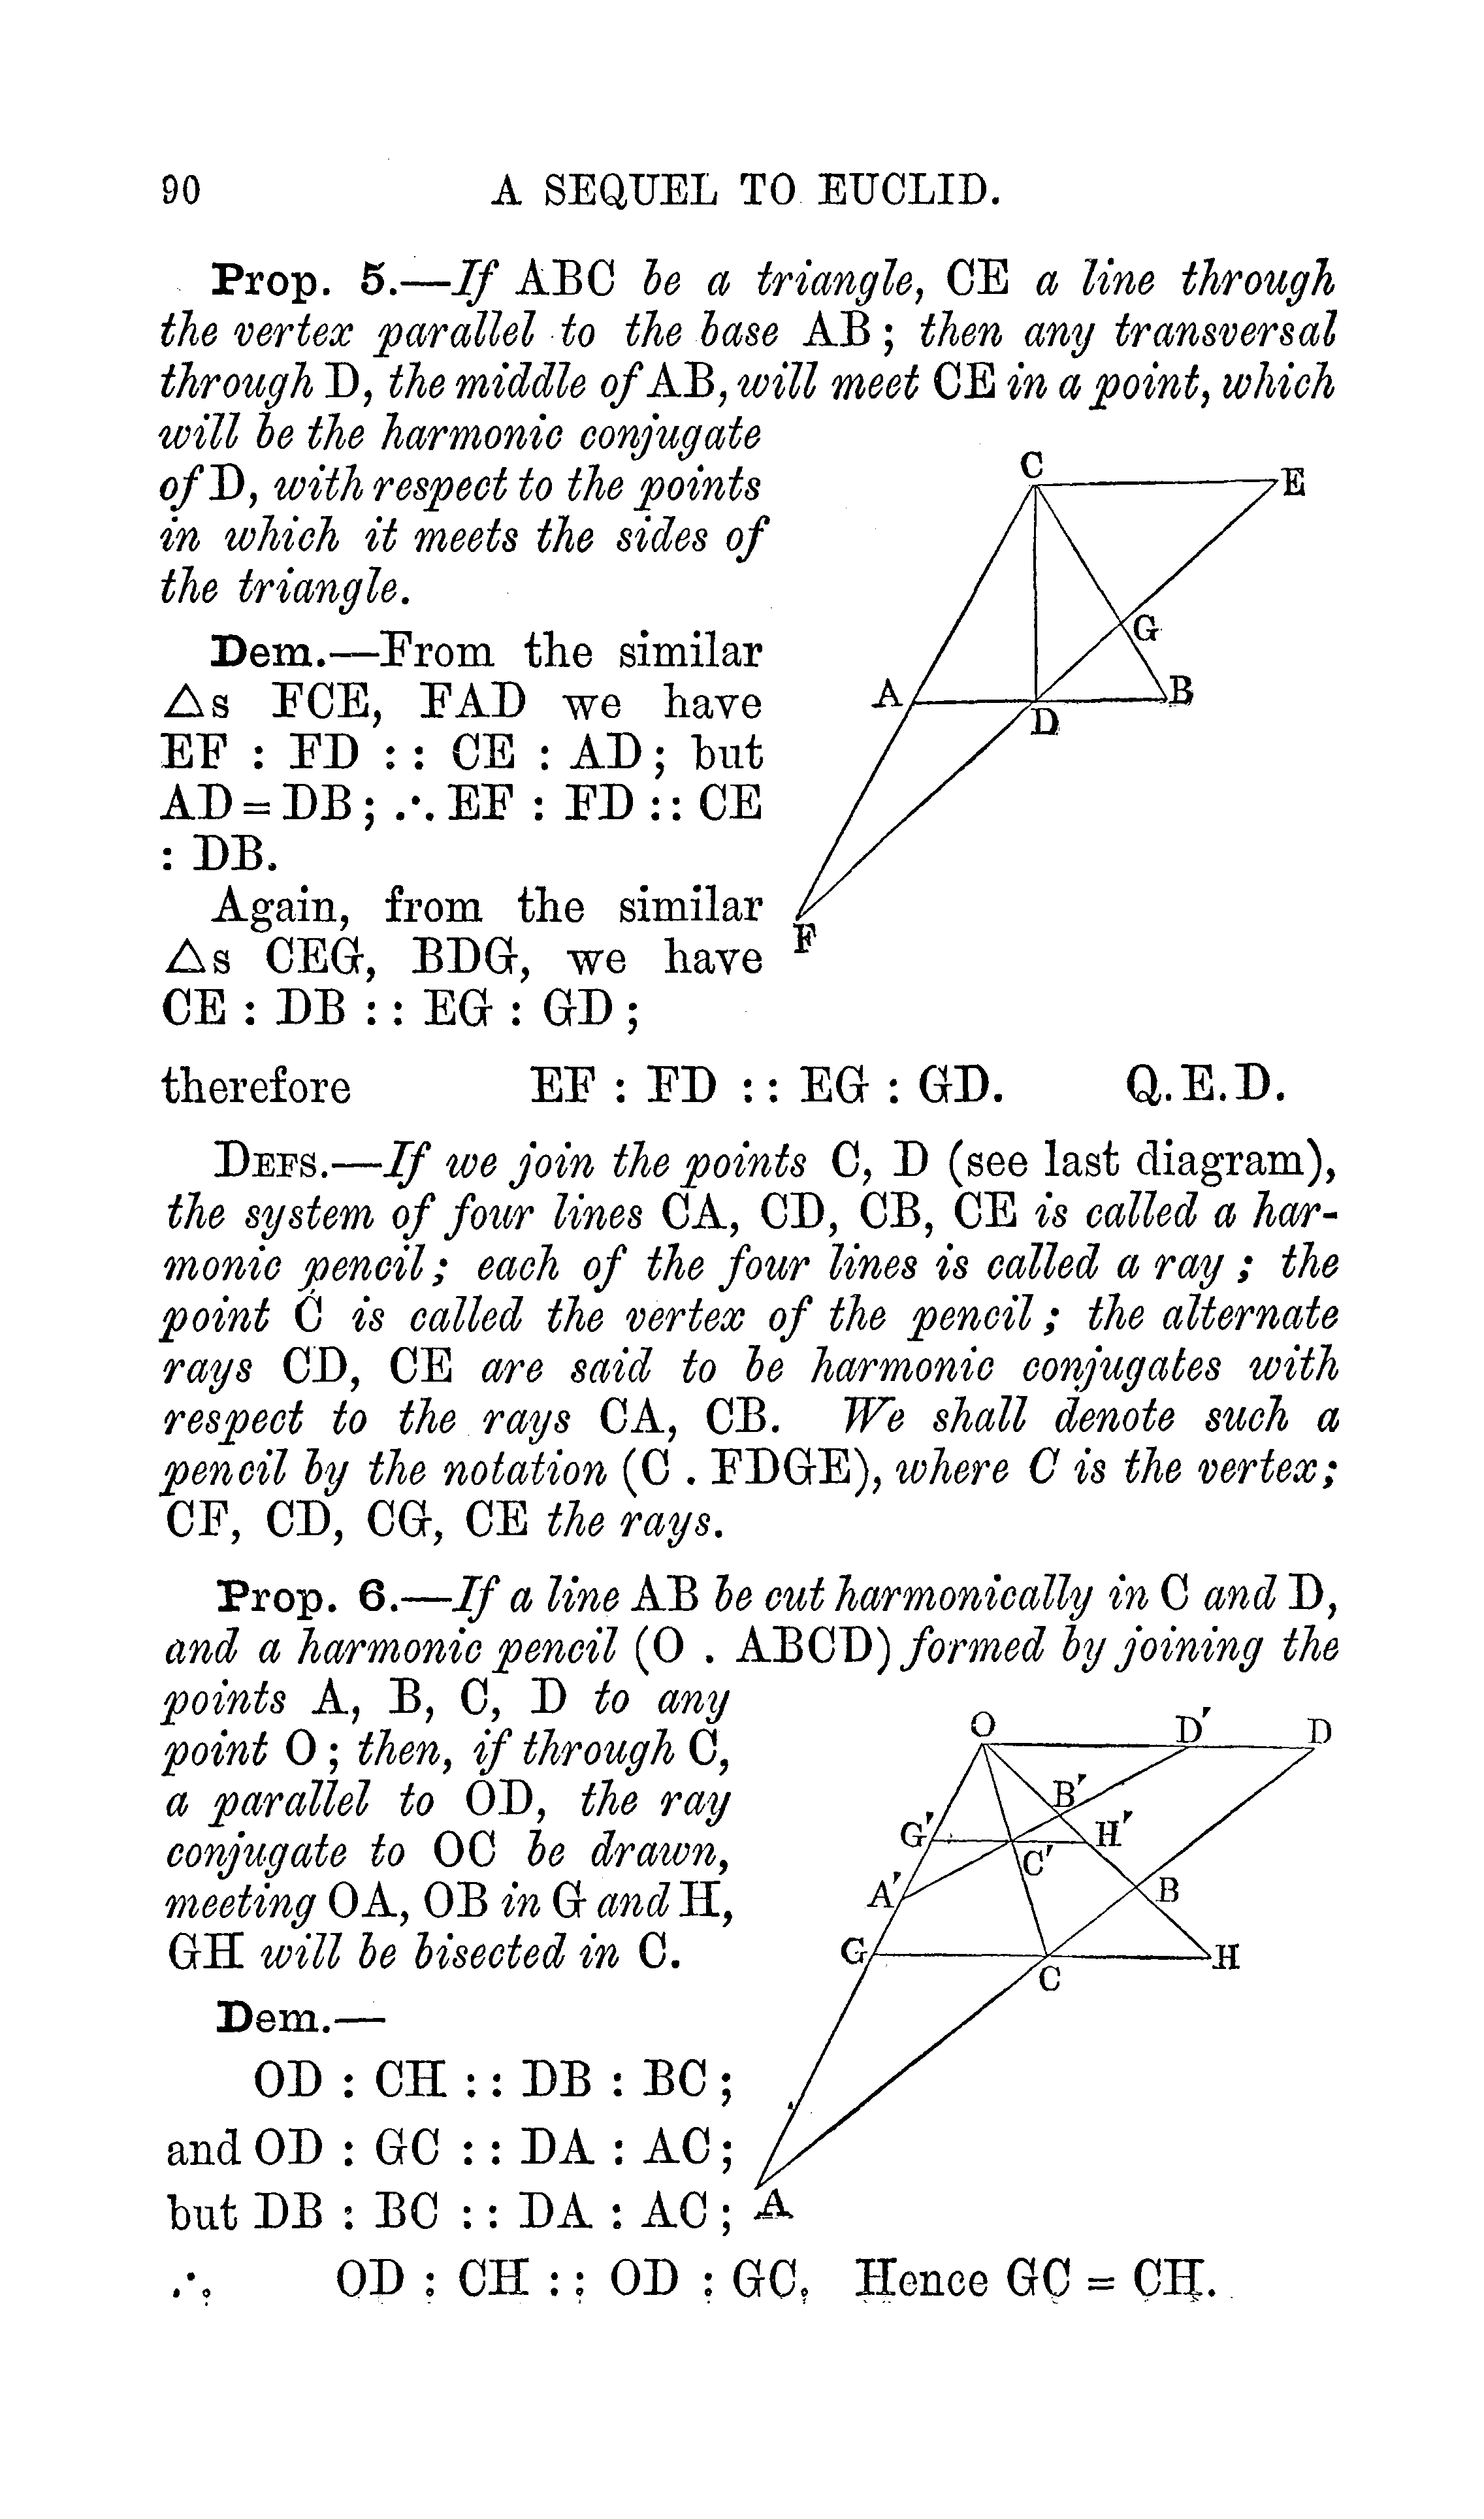 90 A SEQUEL TO EUCLID.
Prop. 5.—If ABC be a triangle, CE a line through
the vertex parallel to the base AB; then any transversal
through D, the middle of AB, will meet CE in a point, which
will be the harmonic conjugate
of D, with respect to the points
in which it meets the sides of
the triangle.
Dem.—From the similar
△s FCE, FAD we have
EF : FD :: CE : AD; but
AD = DB; ∴ EF : FD :: CE
: DB.
Again, from the similar
△s CEG, BDG, we have
CE : DB :: EG : GD;
C
E
G
A
B
D
F
therefore EF : FD :: EG : GD. Q.E.D.
DEFS.—If we join the points C, D (see last diagram),
the system of four lines CA, CD, CB, CE is called a har-
monic pencil; each of the four lines is called a ray; the
point C is called the vertex of the pencil; the alternate
rays CD, CE are said to be harmonic conjugates with
respect to the rays CA, CB. We shall denote such a
pencil by the notation (C . FDGE), where C is the vertex;
CF, CD, CG, CE the rays.
Prop. 6.—If a line AB be cut harmonically in C and D,
and a harmonic pencil (O . ABCD) formed by joining the
points A, B, C, D to any
point O; then, if through C,
a parallel to OD, the ray
conjugate to OC be drawn,
meeting OA, OB in G and H,
GH will be bisected in C.
Dem.—
OD : CH :: DB : BC;
and OD : GC :: DA : AC;
but DB : BC :: DA : AC;
O D′ D
B′
G′ H′
C′
A′ B
G H
C
A
∴ OD : CH :: OD : GC. Hence GC = CH.